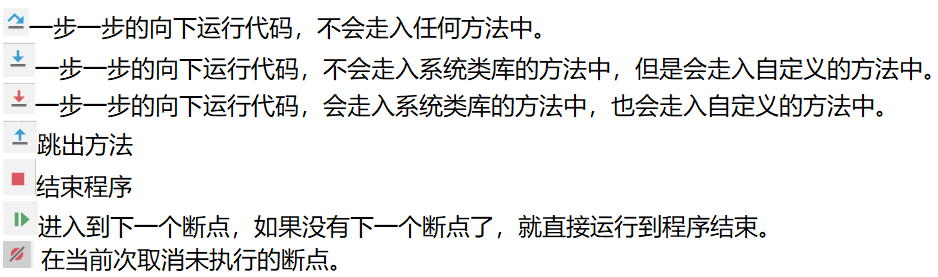 一步一步的向下运行代码，不会走入任何方法中。
一步一步的向下运行代码，不会走入系统类库的方法中，但是会走入自定义的方法中。
一步一步的向下运行代码，会走入系统类库的方法中，也会走入自定义的方法中。
跳出方法
结束程序
进入到下一个断点，如果没有下一个断点了，就直接运行到程序结束。
在当前次取消未执行的断点。